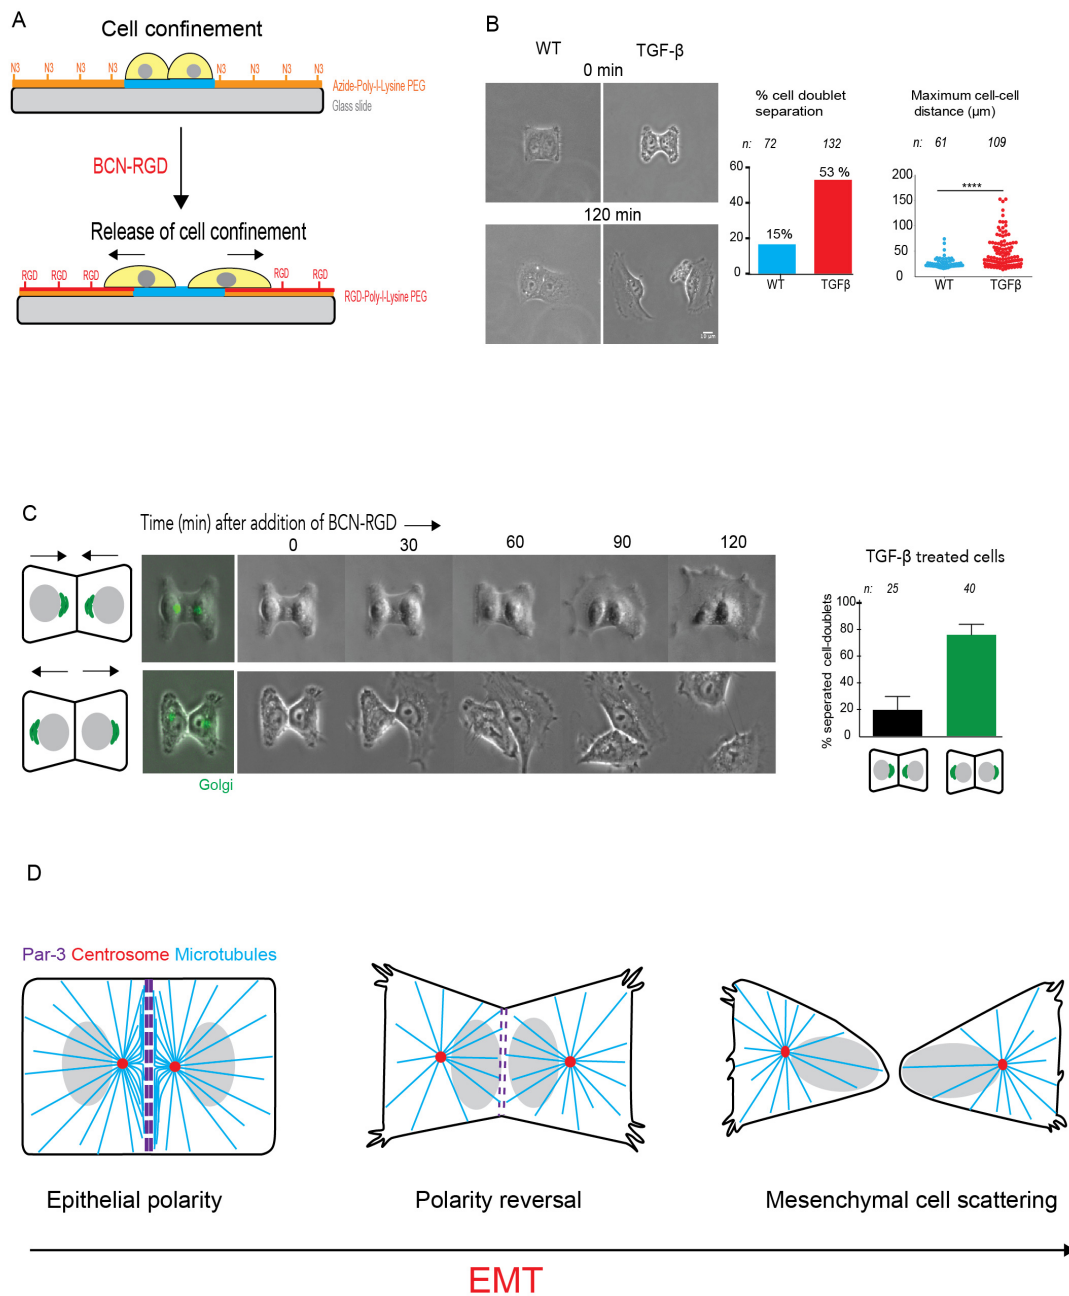 A
Cell confinement
N3 N3 N3 N3 N3 N3 N3 N3
Azide-Poly-l-Lysine PEG
Glass slide
BCN-RGD
Release of cell confinement
RGD RGD RGD RGD RGD
RGD-Poly-l-Lysine PEG
B
WT TGF-β
0 min
120 min
10 µm
% cell doublet
separation
n: 72 132
60
40
20
0
15%
53 %
WT TGFβ
Maximum cell-cell
distance (µm)
n: 61 109
200
150
100
50
0
****
WT TGFβ
C
Time (min) after addition of BCN-RGD
0 30 60 90 120
Golgi
TGF-β treated cells
n: 25 40
% seperated cell-doublets
100
80
60
40
20
0
D
Par-3 Centrosome Microtubules
Epithelial polarity
Polarity reversal
Mesenchymal cell scattering
EMT